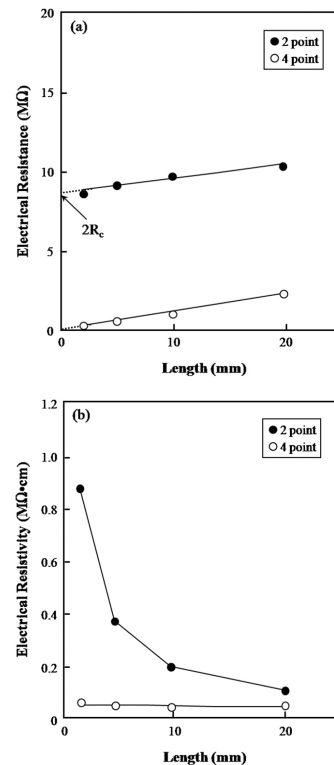 (a)
2 point
4 point
Electrical Resistance (MΩ)
20
15
10
5
0
2Rc
0
10
20
Length (mm)
(b)
2 point
4 point
Electrical Resistivity (MΩ•cm)
1.2
1.0
0.8
0.6
0.4
0.2
0
0
10
20
Length (mm)